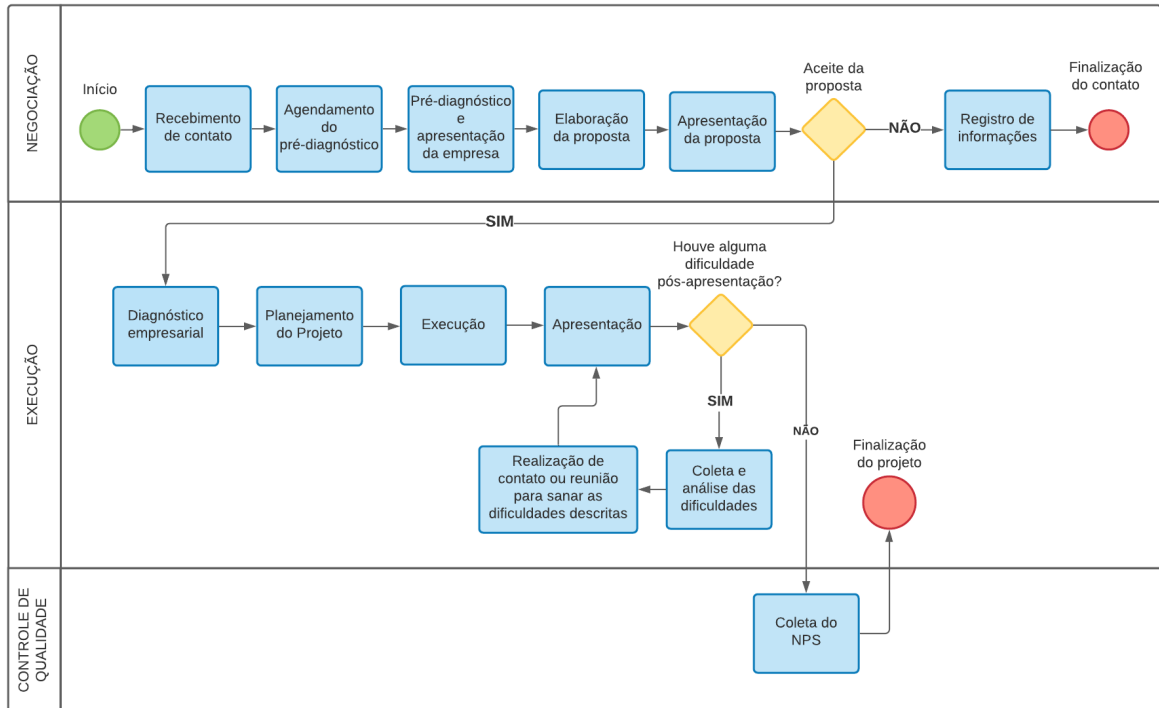 NEGOCIAÇÃO
Início
Recebimento
de contato
Agendamento
do
pré-diagnóstico
Pré-diagnóstico
e
apresentação
da empresa
Elaboração
da proposta
Apresentação
da proposta
Aceite da
proposta
NÃO
Registro de
informações
Finalização
do contato
SIM
EXECUÇÃO
Diagnóstico
empresarial
Planejamento
do Projeto
Execução
Apresentação
Houve alguma
dificuldade
pós-apresentação?
SIM
NÃO
Realização de
contato ou reunião
para sanar as
dificuldades descritas
Coleta e
análise das
dificuldades
Finalização
do projeto
CONTROLE DE
QUALIDADE
Coleta do
NPS